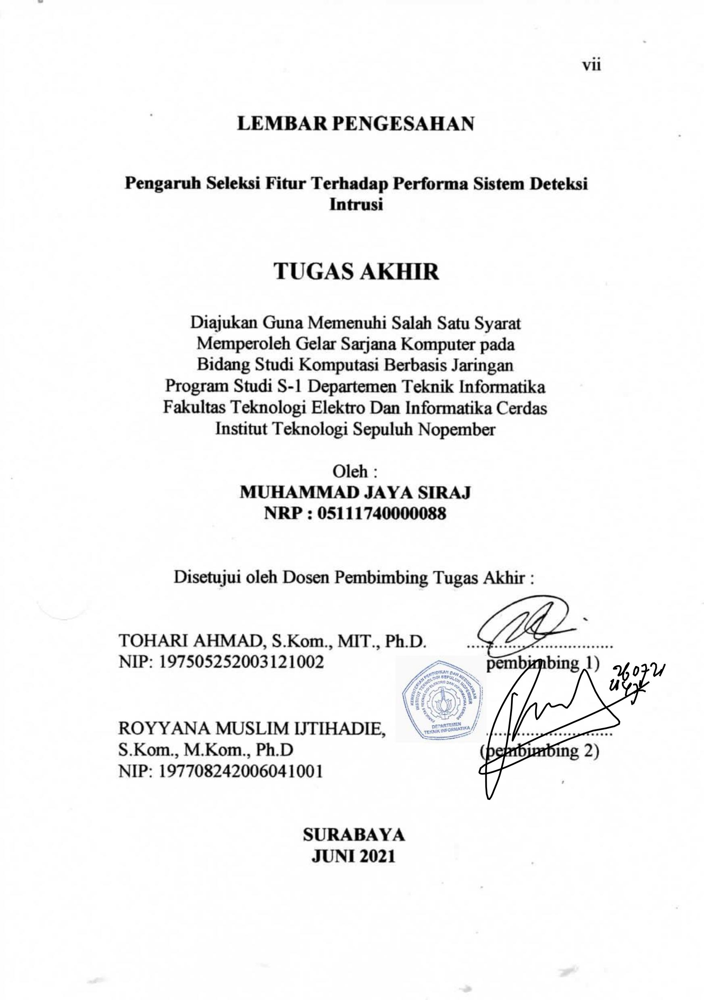 vii
LEMBAR PENGESAHAN
Pengaruh Seleksi Fitur Terhadap Performa Sistem Deteksi
Intrusi
TUGAS AKHIR
Diajukan Guna Memenuhi Salah Satu Syarat
Memperoleh Gelar Sarjana Komputer pada
Bidang Studi Komputasi Berbasis Jaringan
Program Studi S-1 Departemen Teknik Informatika
Fakultas Teknologi Elektro Dan Informatika Cerdas
Institut Teknologi Sepuluh Nopember
Oleh :
MUHAMMAD JAYA SIRAJ
NRP : 05111740000088
Disetujui oleh Dosen Pembimbing Tugas Akhir :
TOHARI AHMAD, S.Kom., MIT., Ph.D. ................................
NIP: 197505252003121002 pembimbing 1)
260721
KEMENTERIAN PENDIDIKAN DAN KEBUDAYAAN
INSTITUT TEKNOLOGI SEPULUH NOPEMBER
FAKULTAS TEKNOLOGI ELEKTRO DAN INFORMATIKA CERDAS
DEPARTEMEN
TEKNIK INFORMATIKA
ROYYANA MUSLIM IJTIHADIE, ............................
S.Kom., M.Kom., Ph.D (pembimbing 2)
NIP: 197708242006041001
SURABAYA
JUNI 2021